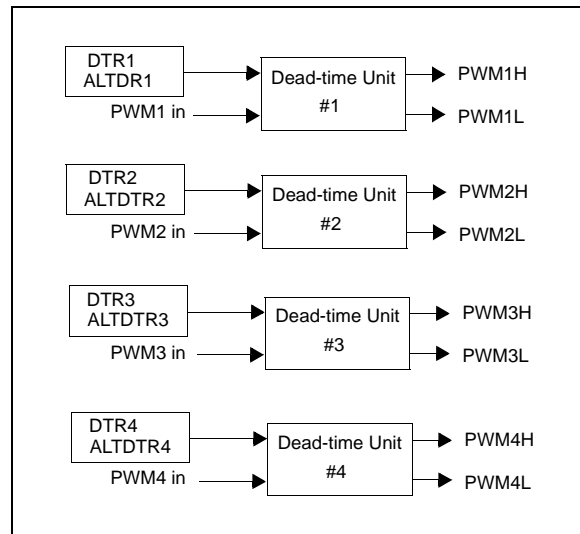 DTR1
ALTDR1
PWM1 in
Dead-time Unit
#1
PWM1H
PWM1L
DTR2
ALTDTR2
PWM2 in
Dead-time Unit
#2
PWM2H
PWM2L
DTR3
ALTDTR3
PWM3 in
Dead-time Unit
#3
PWM3H
PWM3L
DTR4
ALTDTR4
PWM4 in
Dead-time Unit
#4
PWM4H
PWM4L